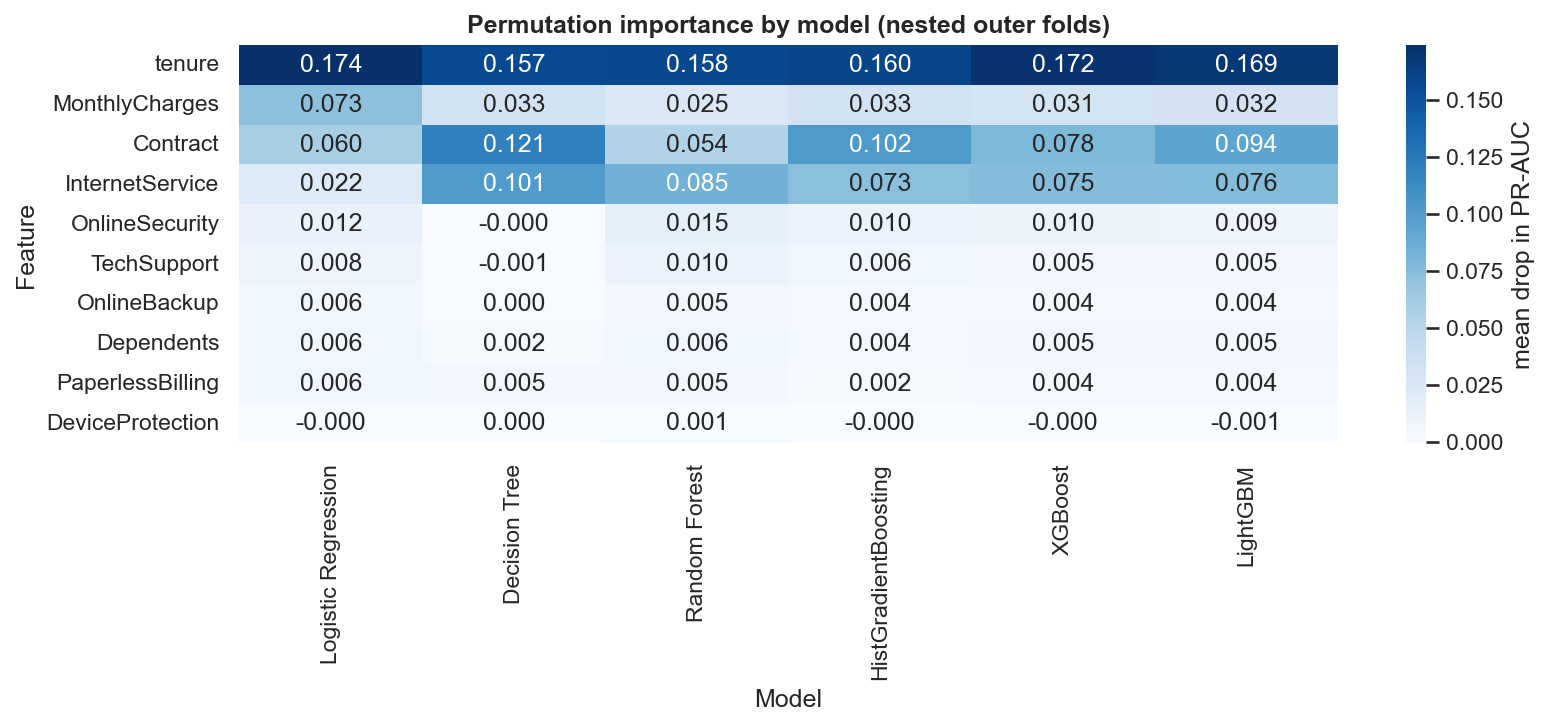 Permutation importance by model (nested outer folds)
tenure 0.174 0.157 0.158 0.160 0.172 0.169
MonthlyCharges 0.073 0.033 0.025 0.033 0.031 0.032
Contract 0.060 0.121 0.054 0.102 0.078 0.094
InternetService 0.022 0.101 0.085 0.073 0.075 0.076
OnlineSecurity 0.012 -0.000 0.015 0.010 0.010 0.009
TechSupport 0.008 -0.001 0.010 0.006 0.005 0.005
OnlineBackup 0.006 0.000 0.005 0.004 0.004 0.004
Dependents 0.006 0.002 0.006 0.004 0.005 0.005
PaperlessBilling 0.006 0.005 0.005 0.002 0.004 0.004
DeviceProtection -0.000 0.000 0.001 -0.000 -0.000 -0.001
Feature
Logistic Regression
Decision Tree
Random Forest
HistGradientBoosting
XGBoost
LightGBM
Model
0.150
0.125
0.100
0.075
0.050
0.025
0.000
mean drop in PR-AUC